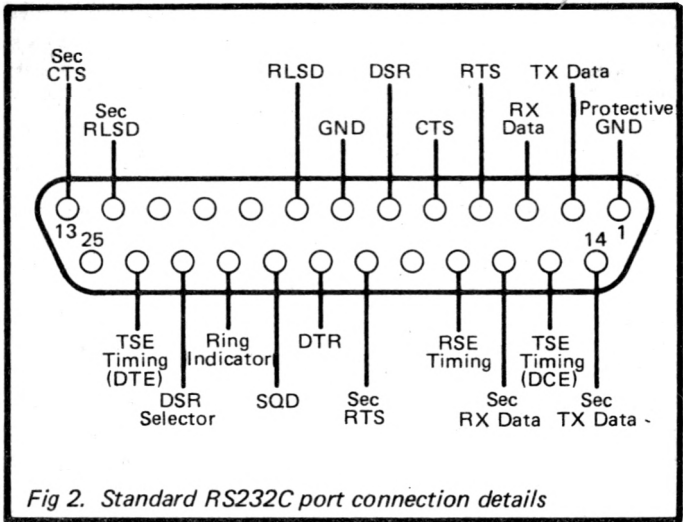 Sec
CTS
RLSD
DSR
RTS
TX Data
Sec
RLSD
GND
CTS
RX
Data
Protective
GND
13
1
25
14
TSE
Timing
(DTE)
Ring
Indicator
DTR
RSE
Timing
TSE
Timing
(DCE)
DSR
Selector
SQD
Sec
RTS
Sec
RX Data
Sec
TX Data
Fig 2. Standard RS232C port connection details